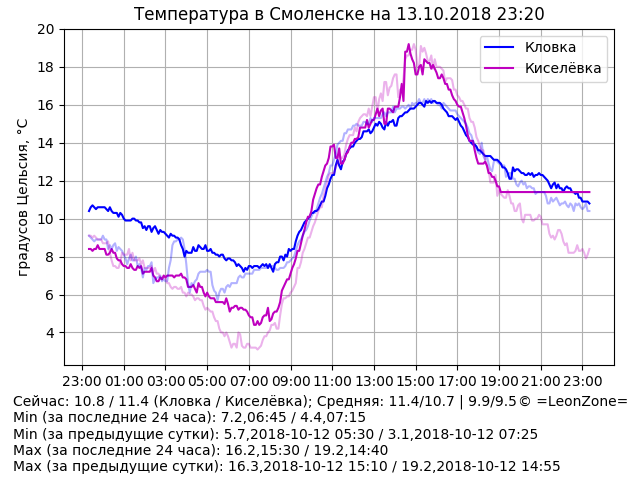 Температура в Смоленске на 13.10.2018 23:20
градусов Цельсия, °C
20
18
16
14
12
10
8
6
4
Кловка
Киселёвка
23:00 01:00 03:00 05:00 07:00 09:00 11:00 13:00 15:00 17:00 19:00 21:00 23:00
Сейчас: 10.8 / 11.4 (Кловка / Киселёвка); Средняя: 11.4/10.7 | 9.9/9.5© =LeonZone=
Min (за последние 24 часа): 7.2,06:45 / 4.4,07:15
Min (за предыдущие сутки): 5.7,2018-10-12 05:30 / 3.1,2018-10-12 07:25
Max (за последние 24 часа): 16.2,15:30 / 19.2,14:40
Max (за предыдущие сутки): 16.3,2018-10-12 15:10 / 19.2,2018-10-12 14:55